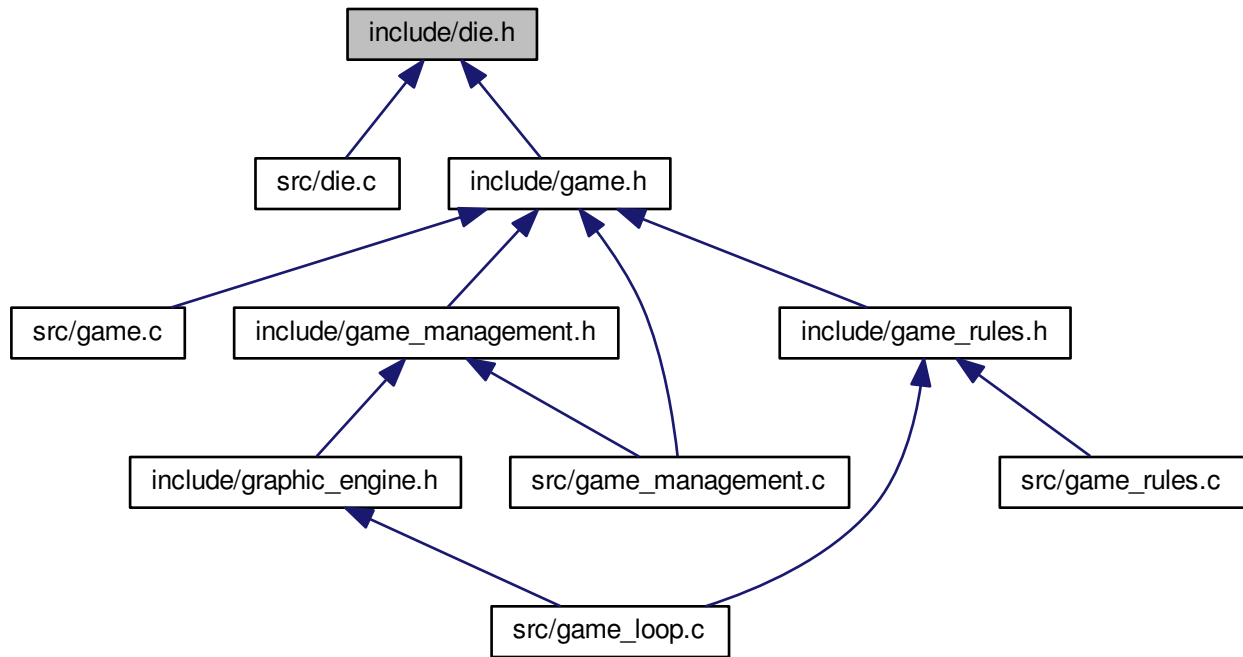 include/die.h
src/die.c
include/game.h
src/game.c
include/game_management.h
include/game_rules.h
include/graphic_engine.h
src/game_management.c
src/game_rules.c
src/game_loop.c